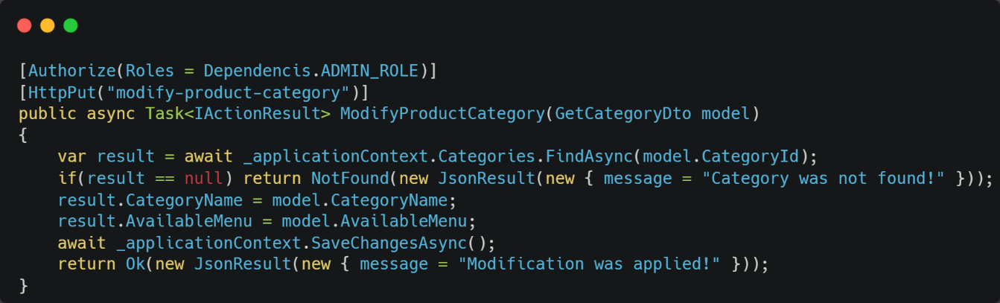 [Authorize(Roles = Dependencis.ADMIN_ROLE)]
[HttpPut("modify-product-category")]
public async Task<IActionResult> ModifyProductCategory(GetCategoryDto model)
{
    var result = await _applicationContext.Categories.FindAsync(model.CategoryId);
    if(result == null) return NotFound(new JsonResult(new { message = "Category was not found!" }));
    result.CategoryName = model.CategoryName;
    result.AvailableMenu = model.AvailableMenu;
    await _applicationContext.SaveChangesAsync();
    return Ok(new JsonResult(new { message = "Modification was applied!" }));
}